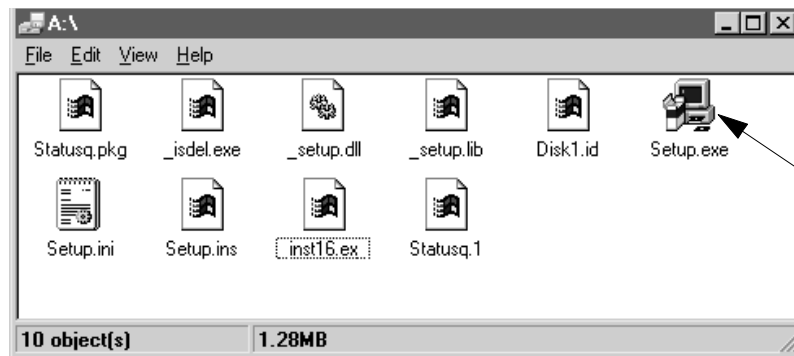 A:\
File Edit View Help
Statusq.pkg _isdel.exe _setup.dll _setup.lib Disk1.id Setup.exe
Setup.ini Setup.ins _inst16.ex Statusq.1
10 object(s) 1.28MB